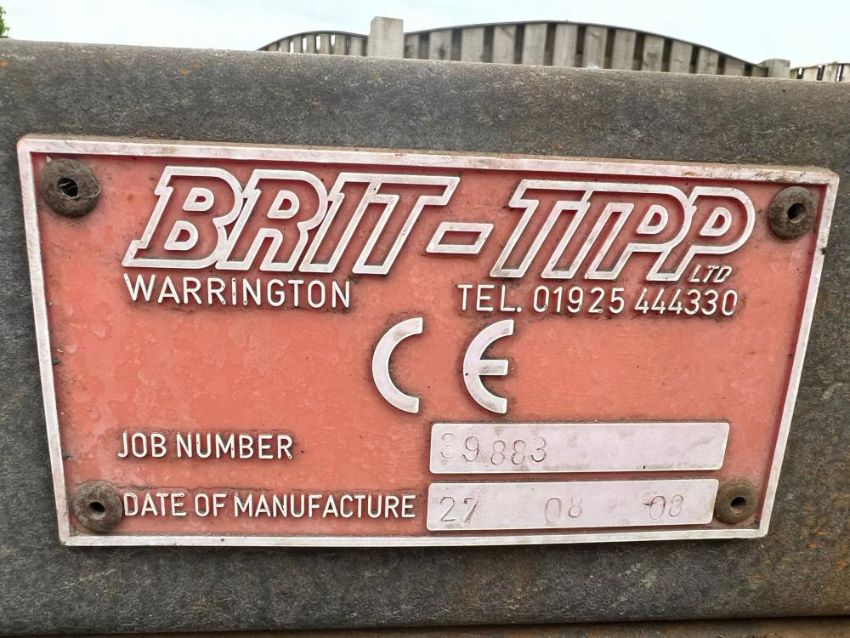 BRIT-TIPP LTD
WARRINGTON TEL. 01925 444330
CE
JOB NUMBER 39883
DATE OF MANUFACTURE 27 08 08